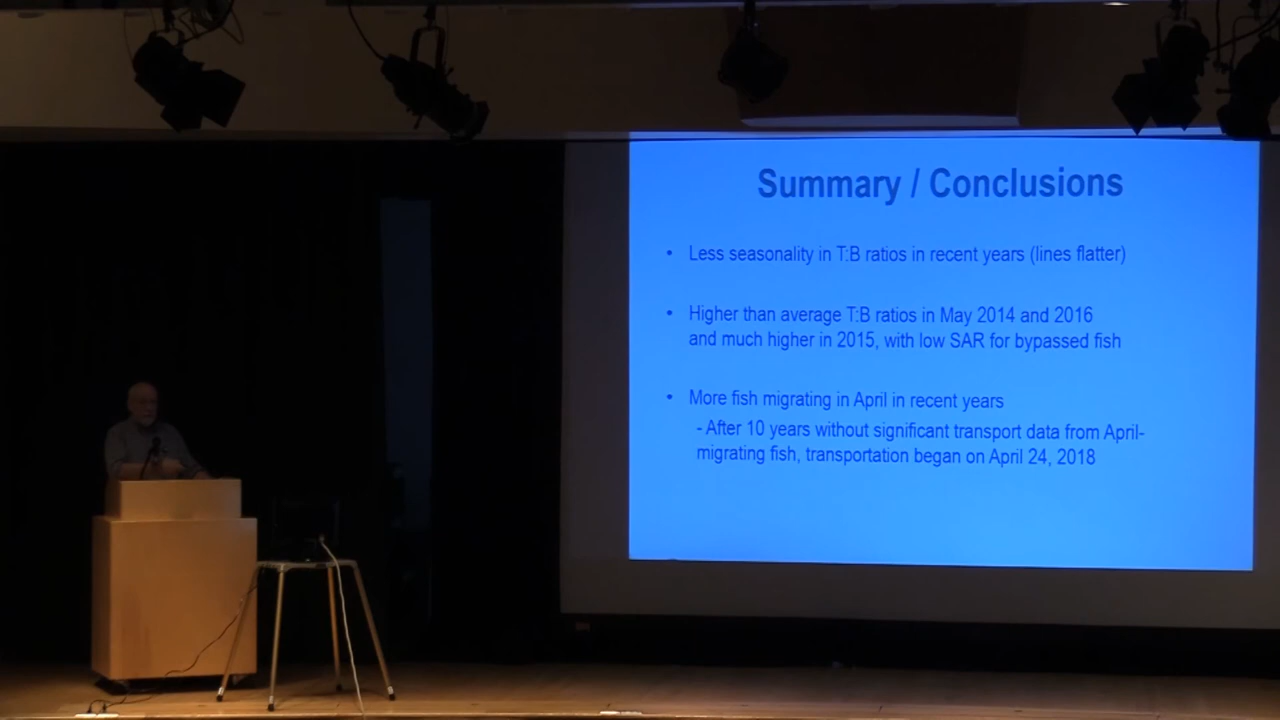 Summary / Conclusions
• Less seasonality in T:B ratios in recent years (lines flatter)
• Higher than average T:B ratios in May 2014 and 2016
and much higher in 2015, with low SAR for bypassed fish
• More fish migrating in April in recent years
- After 10 years without significant transport data from April-
migrating fish, transportation began on April 24, 2018